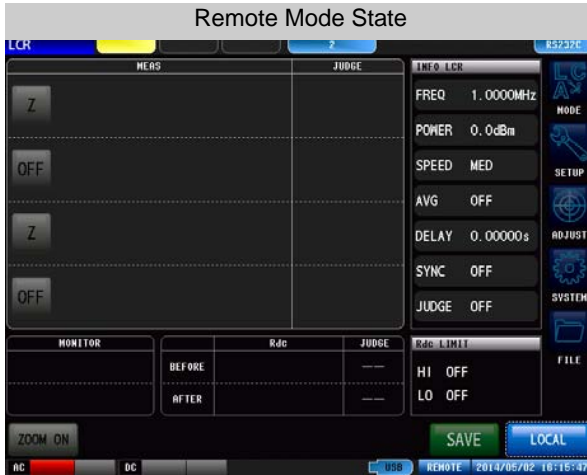 Remote Mode State
LCR 2 RS232C
MEAS JUDGE
Z
OFF
Z
OFF
INFO LCR
FREQ 1.0000MHz
POWER 0.0dBm
SPEED MED
AVG OFF
DELAY 0.00000s
SYNC OFF
JUDGE OFF
LC
MODE
SETUP
ADJUST
SYSTEM
FILE
MONITOR Rdc JUDGE
BEFORE ----
AFTER ----
Rdc LIMIT
HI OFF
LO OFF
ZOOM ON SAVE LOCAL
AC DC USB REMOTE 2014/05/02 16:15:47